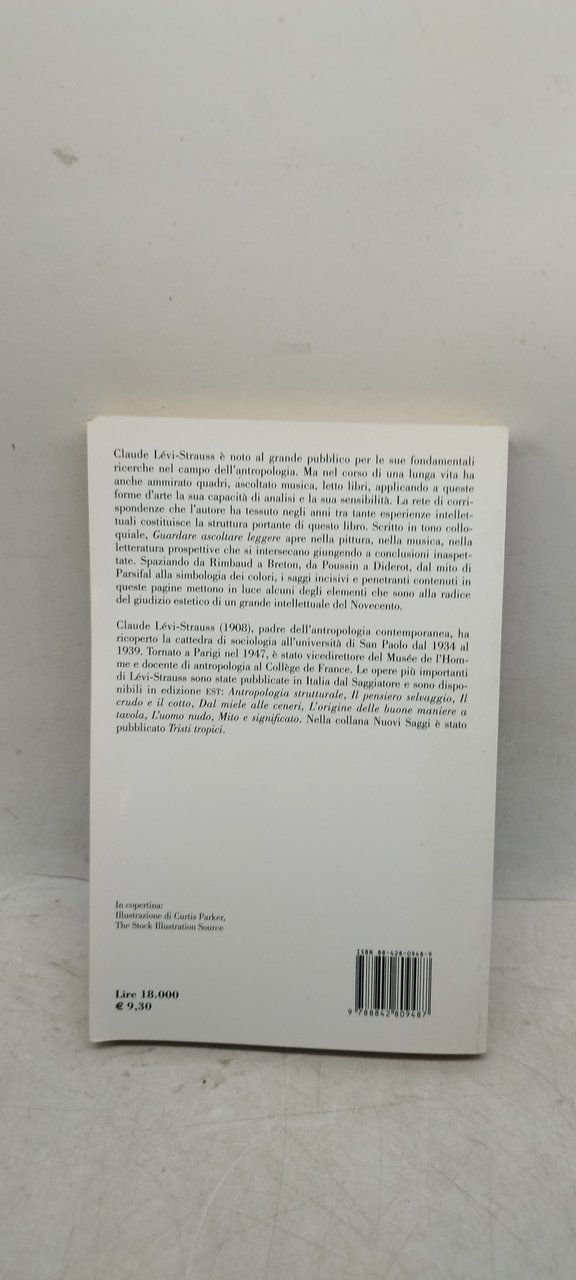 Claude Lévi-Strauss è noto al grande pubblico per le sue fondamentali
ricerche nel campo dell'antropologia. Ma nel corso di una lunga vita ha
anche ammirato quadri, ascoltato musica, letto libri, applicando a queste
forme d'arte la sua capacità di analisi e la sua sensibilità. La rete di corri-
spondenze che l'autore ha tessuto negli anni tra tante esperienze intellet-
tuali costituisce la struttura portante di questo libro. Scritto in tono collo-
quiale, Guardare ascoltare leggere apre nella pittura, nella musica, nella
letteratura prospettive che si intersecano giungendo a conclusioni inaspet-
tate. Spaziando da Rimbaud a Breton, da Poussin a Diderot, dal mito di
Parsifal alla simbologia dei colori, i saggi incisivi e penetranti contenuti in
queste pagine mettono in luce alcuni degli elementi che sono alla radice
del giudizio estetico di un grande intellettuale del Novecento.
Claude Lévi-Strauss (1908), padre dell'antropologia contemporanea, ha
ricoperto la cattedra di sociologia all'università di San Paolo dal 1934 al
1939. Tornato a Parigi nel 1947, è stato vicedirettore del Musée de l'Hom-
me e docente di antropologia al Collège de France. Le opere più importanti
di Lévi-Strauss sono state pubblicate in Italia dal Saggiatore e sono dispo-
nibili in edizione EST: Antropologia strutturale, Il pensiero selvaggio, Il
crudo e il cotto, Dal miele alle ceneri, L'origine delle buone maniere a
tavola, L'uomo nudo, Mito e significato. Nella collana Nuovi Saggi è stato
pubblicato Tristi tropici.
In copertina:
Illustrazione di Curtis Parker,
The Stock Illustration Source
ISBN 88-428-0948-9
Lire 18.000
€ 9,30
9 788842 809487